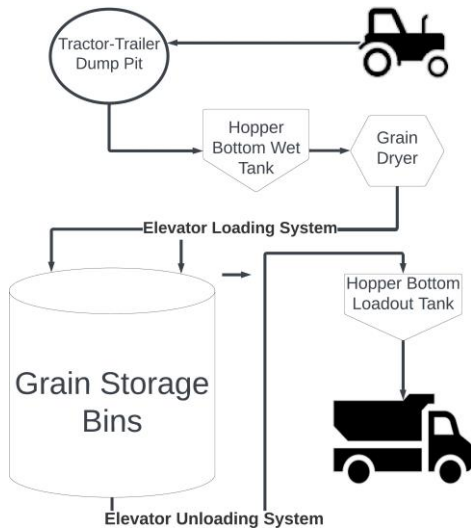 Tractor-Trailer
Dump Pit
Hopper
Bottom Wet
Tank
Grain
Dryer
Elevator Loading System
Hopper Bottom
Loadout Tank
Grain Storage
Bins
Elevator Unloading System